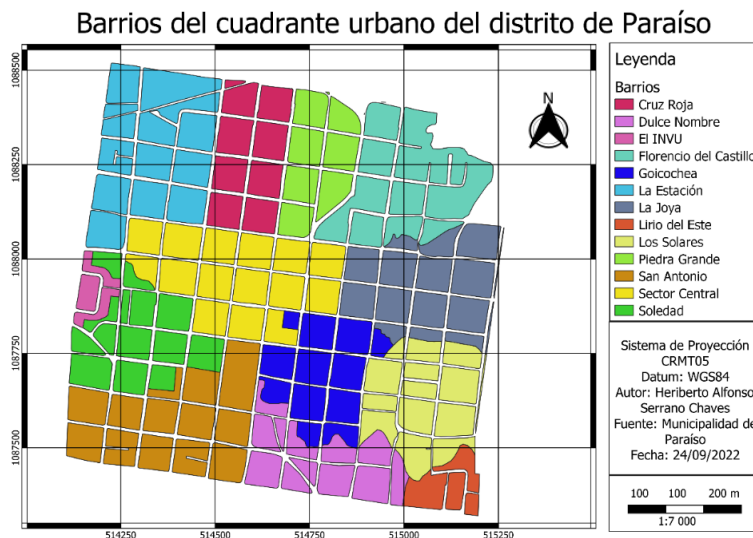 Barrios del cuadrante urbano del distrito de Paraíso
1088500
1088250
1088000
1087750
1087500
514250
514500
514750
515000
515250
N
Leyenda
Barrios
Cruz Roja
Dulce Nombre
El INVU
Florencio del Castillo
Goicochea
La Estación
La Joya
Lirio del Este
Los Solares
Piedra Grande
San Antonio
Sector Central
Soledad
Sistema de Proyección
CRMT05
Datum: WGS84
Autor: Heriberto Alfonso
Serrano Chaves
Fuente: Municipalidad de
Paraíso
Fecha: 24/09/2022
100 100 200 m
1:7 000